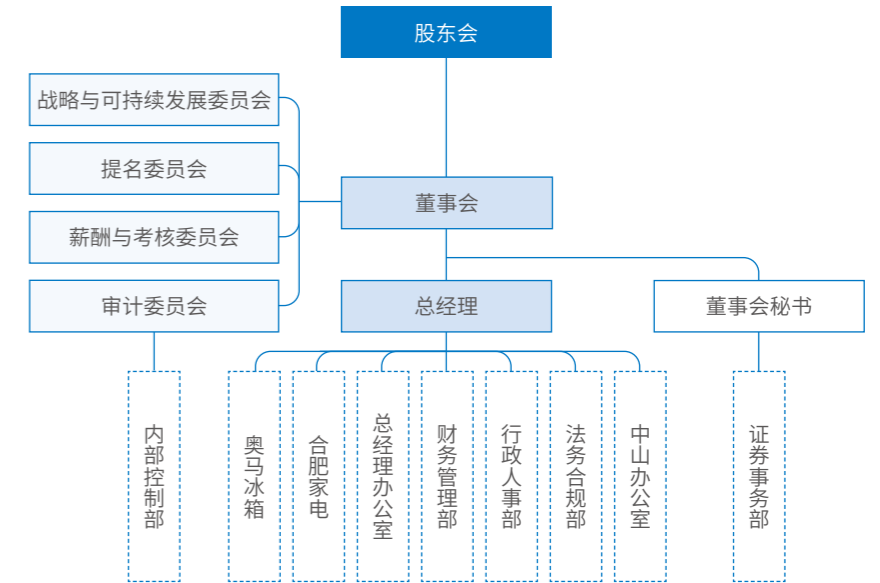 股东会
战略与可持续发展委员会
提名委员会
董事会
薪酬与考核委员会
审计委员会
总经理
董事会秘书
内部控制部
奥马冰箱
合肥家电
总经理办公室
财务管理部
行政人事部
法务合规部
中山办公室
证券事务部